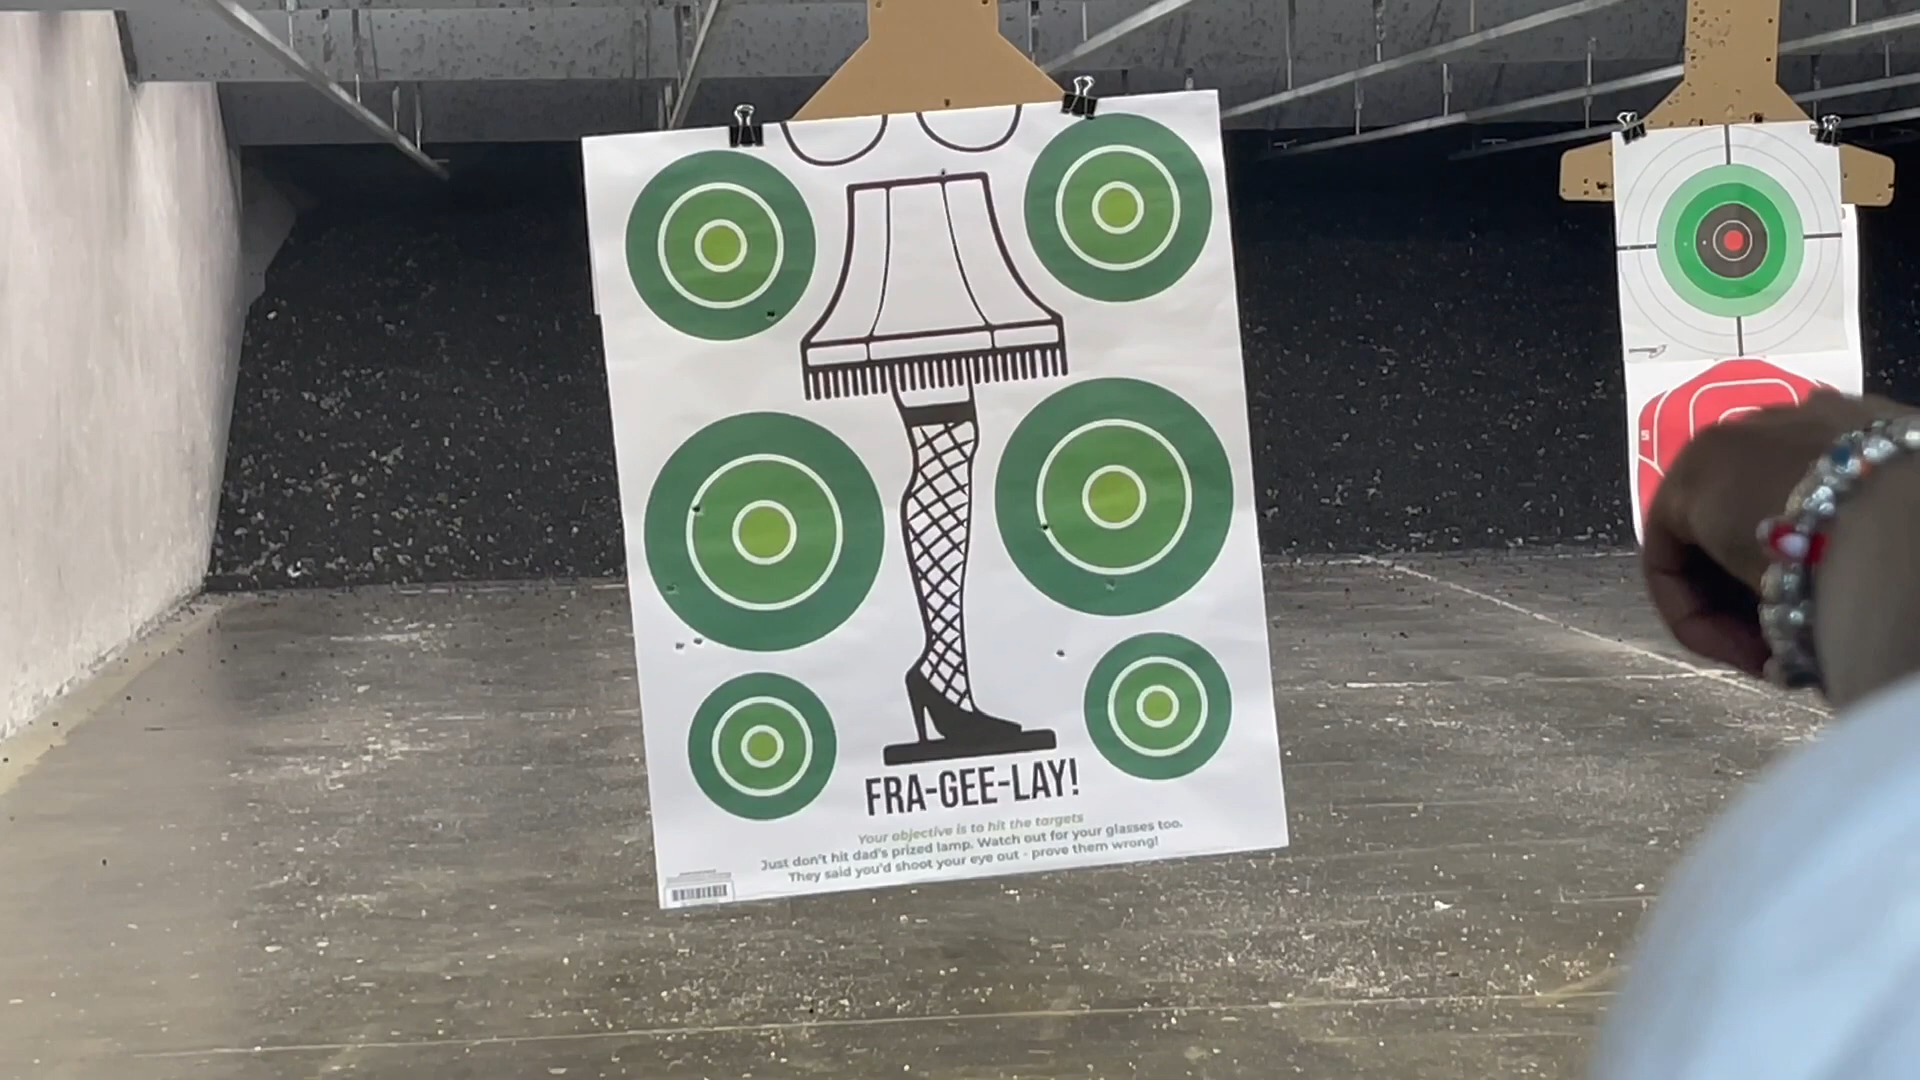 FRA-GEE-LAY!
Your objective is to hit the targets
Just don't hit dad's prized lamp. Watch out for your glasses too.
They said you'd shoot your eye out - prove them wrong!
5